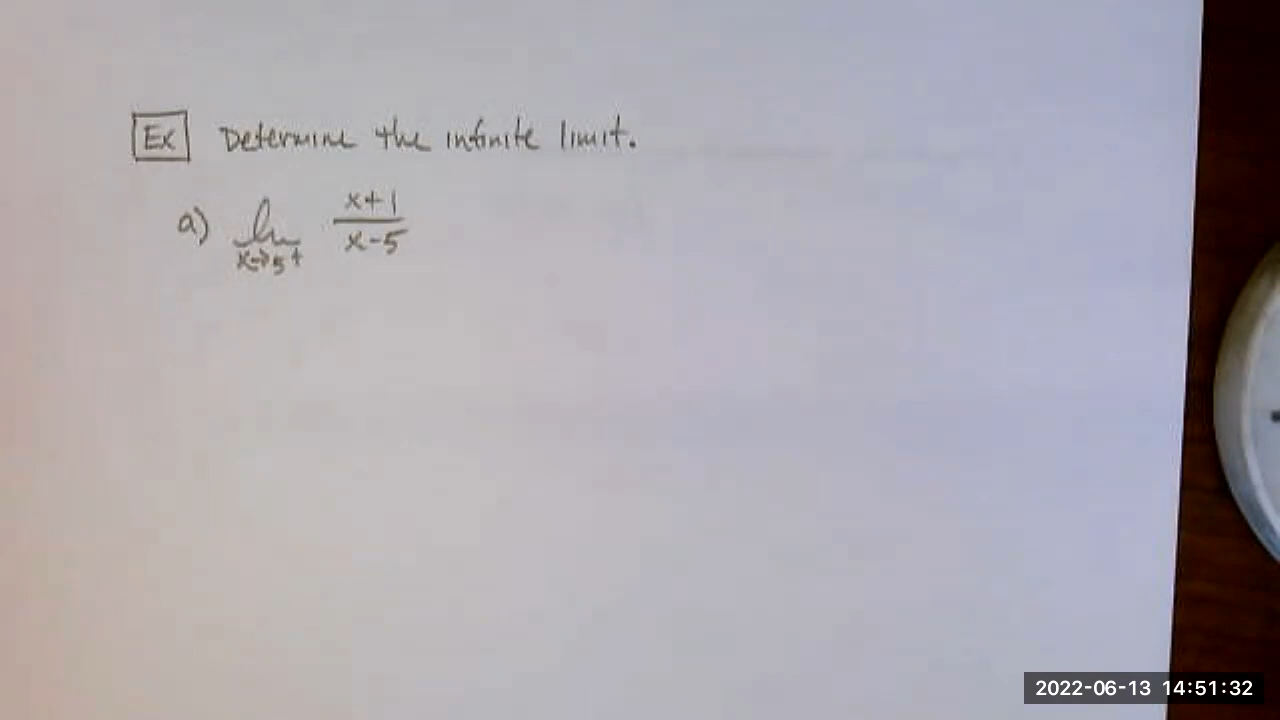 Ex Determine the infinite limit.
a) lim x→5⁺ x+1 / x-5
2022-06-13 14:51:32